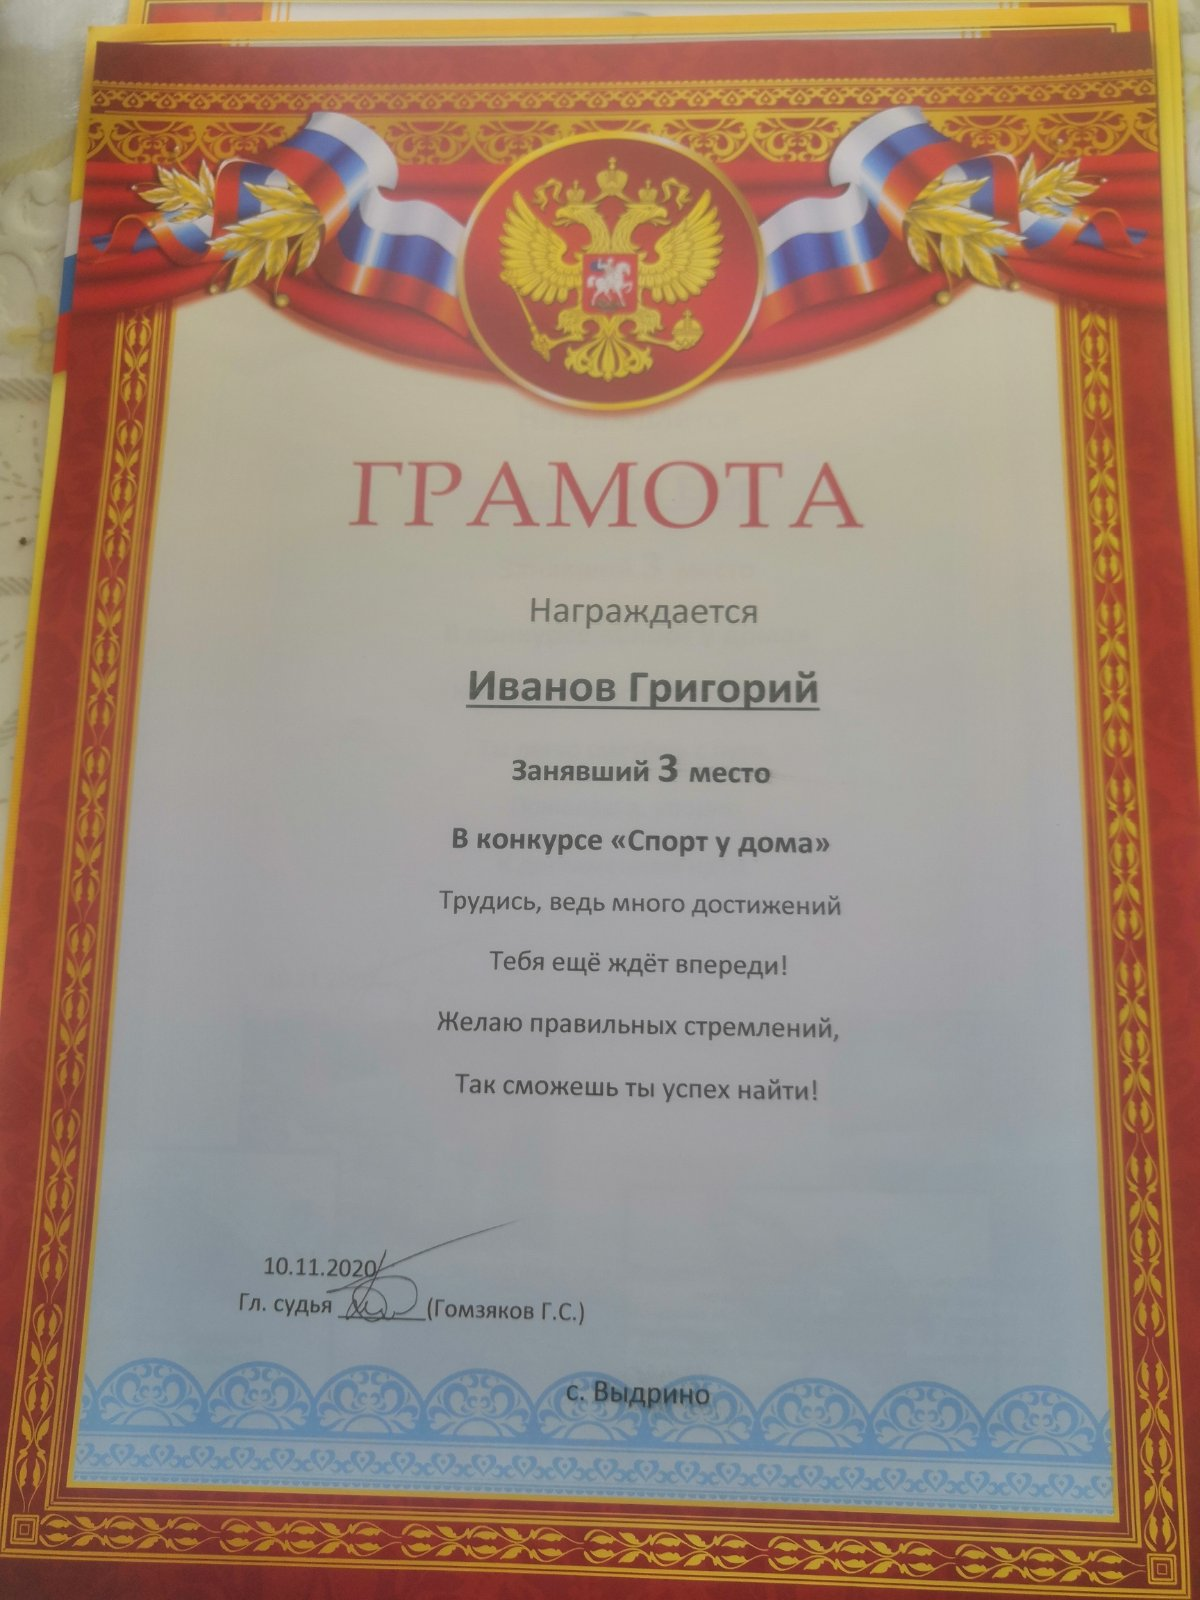 ГРАМОТА
Награждается
Иванов Григорий
Занявший 3 место
В конкурсе «Спорт у дома»
Трудись, ведь много достижений
Тебя ещё ждёт впереди!
Желаю правильных стремлений,
Так сможешь ты успех найти!
10.11.2020
Гл. судья ______(Гомзяков Г.С.)
с. Выдрино